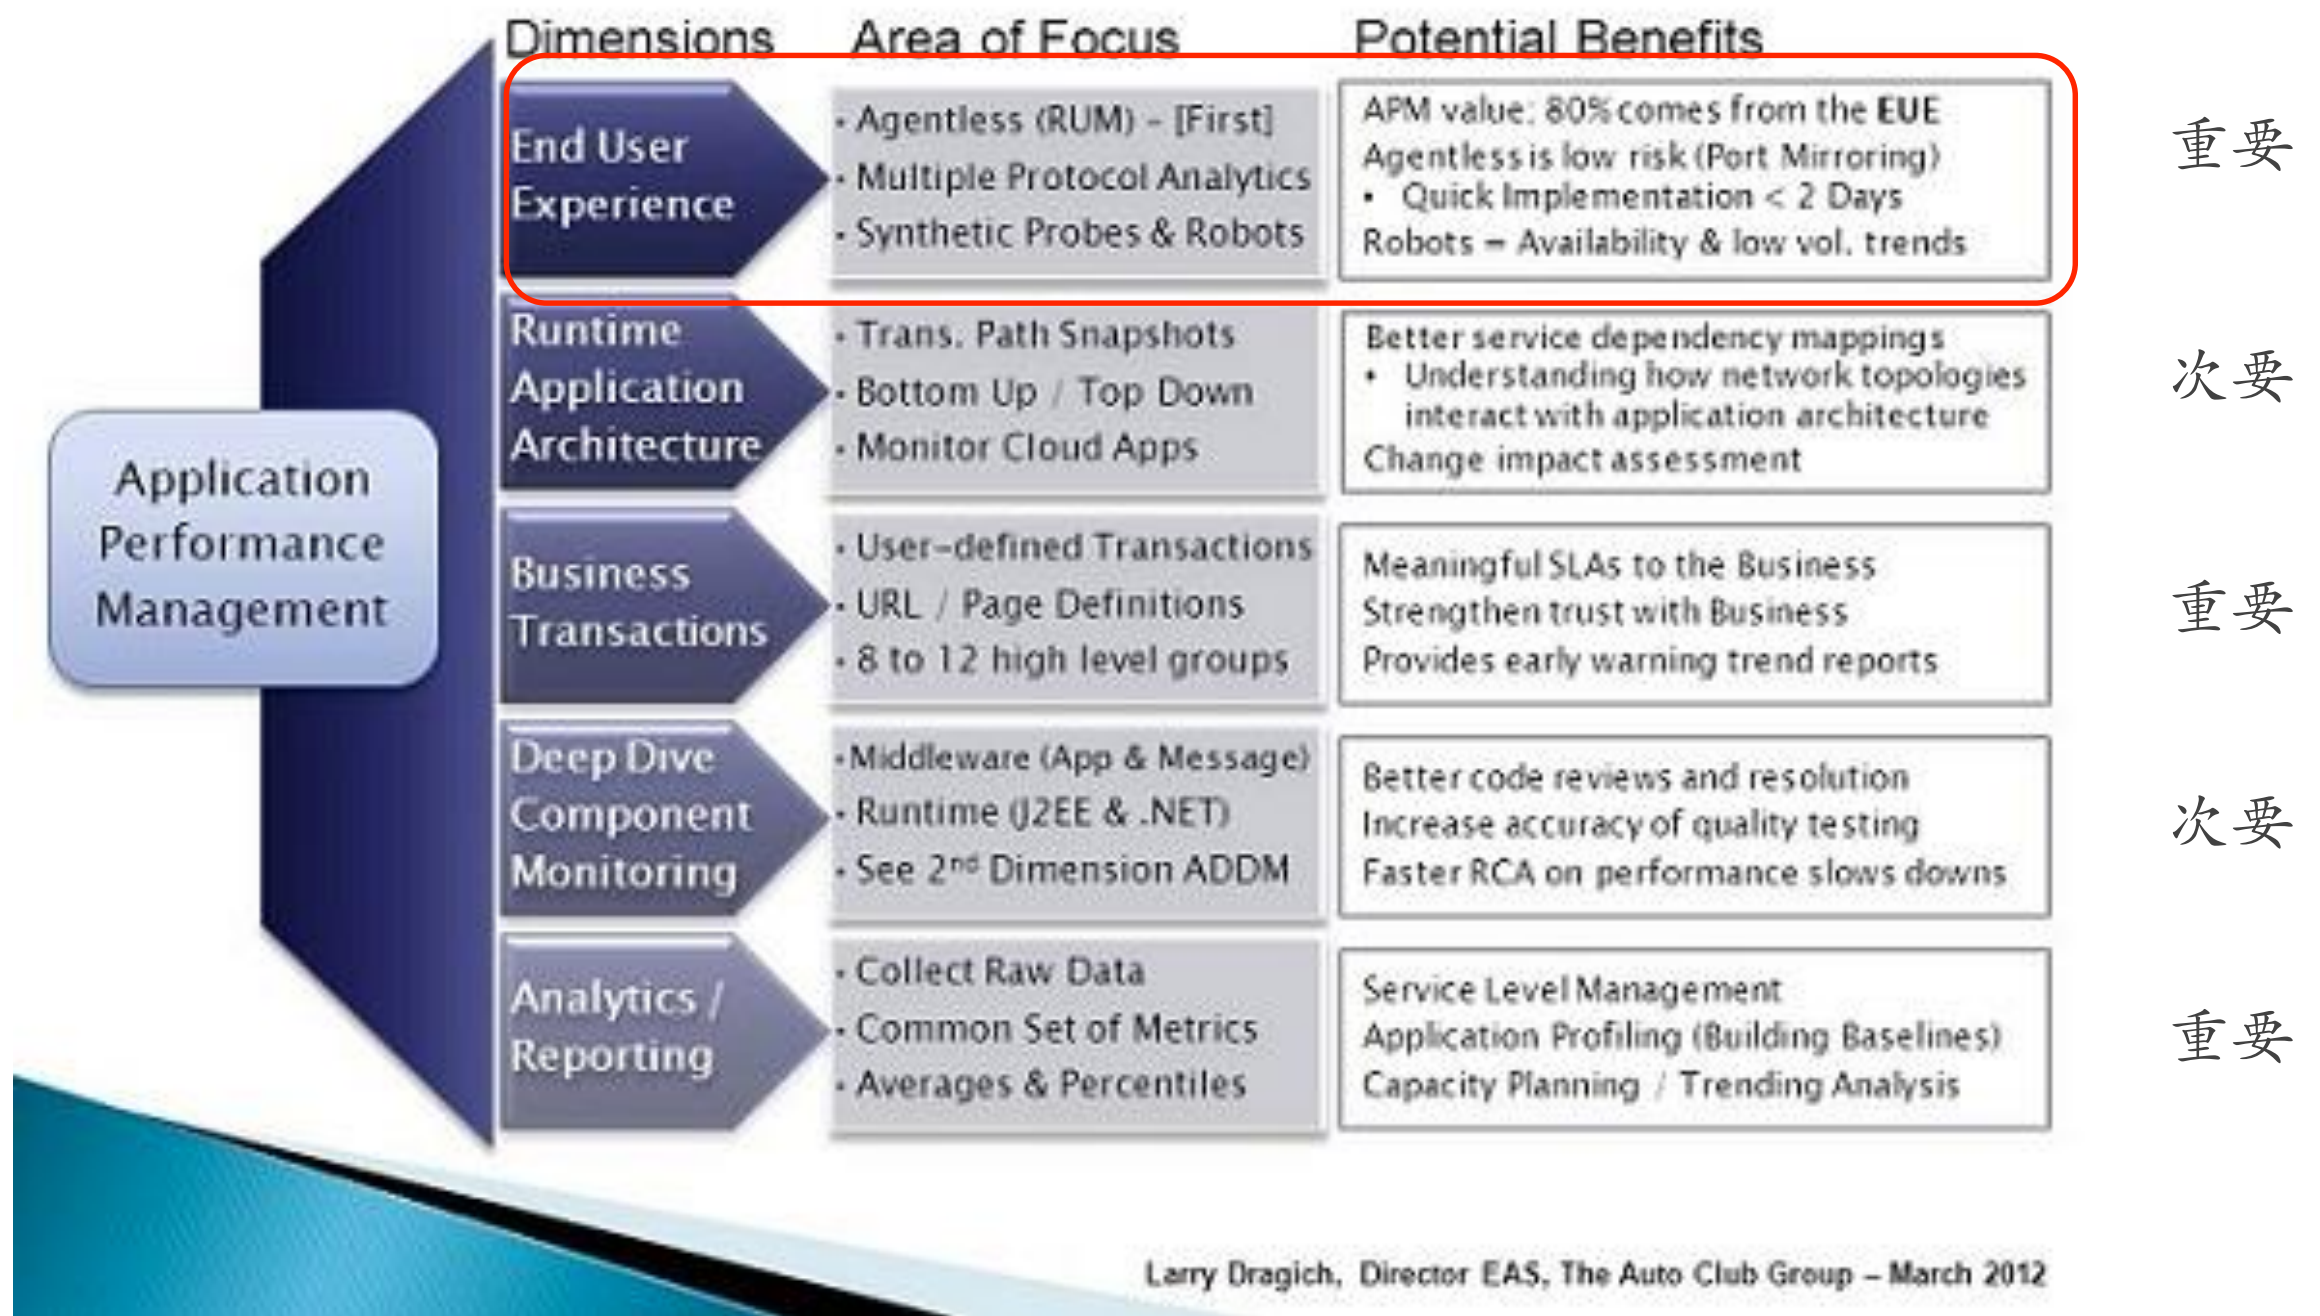 Dimensions Area of Focus Potential Benefits
Application
Performance
Management
End User
Experience
• Agentless (RUM) – [First]
• Multiple Protocol Analytics
• Synthetic Probes & Robots
APM value: 80% comes from the EUE
Agentless is low risk (Port Mirroring)
• Quick Implementation < 2 Days
Robots = Availability & low vol. trends
重要
Runtime
Application
Architecture
• Trans. Path Snapshots
• Bottom Up / Top Down
• Monitor Cloud Apps
Better service dependency mappings
• Understanding how network topologies
interact with application architecture
Change impact assessment
次要
Business
Transactions
• User-defined Transactions
• URL / Page Definitions
• 8 to 12 high level groups
Meaningful SLAs to the Business
Strengthen trust with Business
Provides early warning trend reports
重要
Deep Dive
Component
Monitoring
• Middleware (App & Message)
• Runtime (J2EE & .NET)
• See 2nd Dimension ADDM
Better code reviews and resolution
Increase accuracy of quality testing
Faster RCA on performance slows downs
次要
Analytics /
Reporting
• Collect Raw Data
• Common Set of Metrics
• Averages & Percentiles
Service Level Management
Application Profiling (Building Baselines)
Capacity Planning / Trending Analysis
重要
Larry Dragich, Director EAS, The Auto Club Group – March 2012